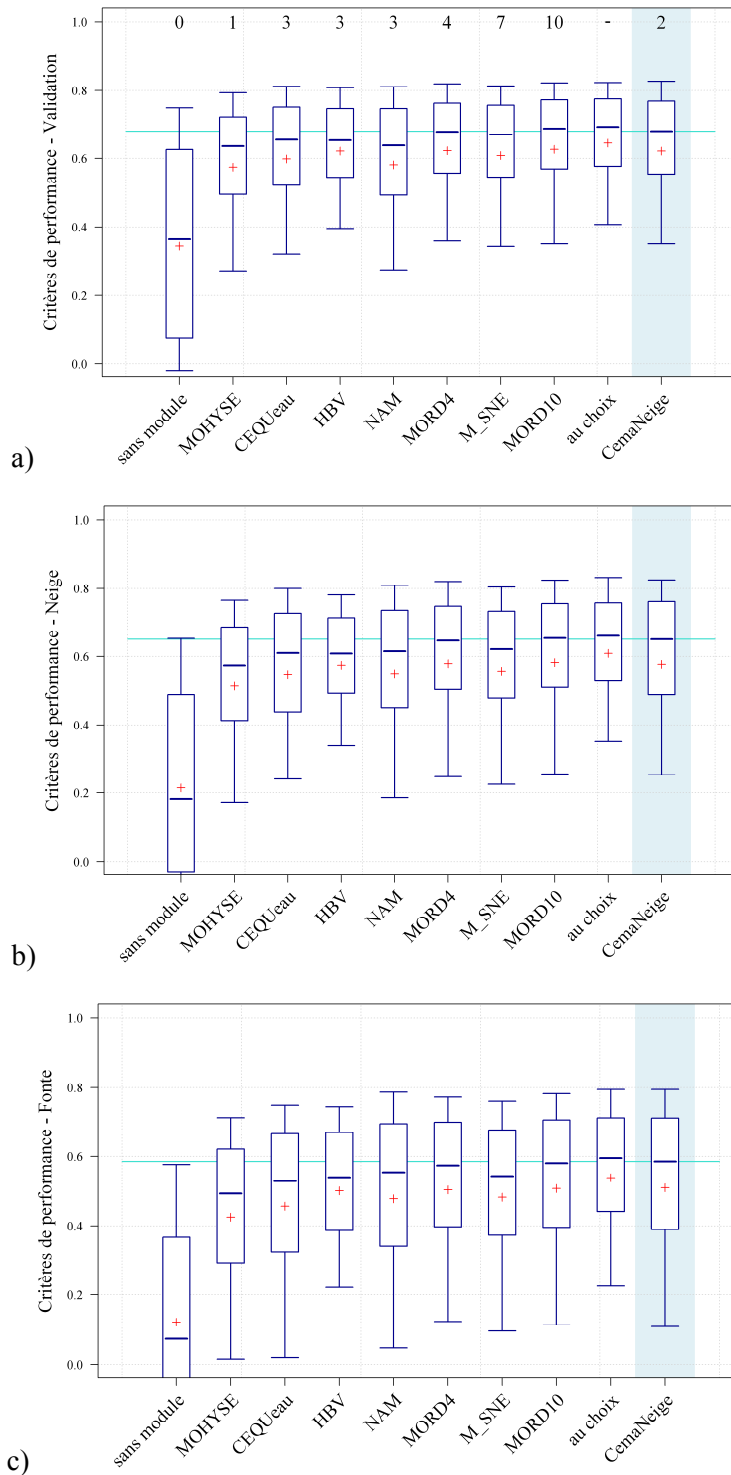 0 1 3 3 3 4 7 10 - 2
Critères de performance - Validation
1.0
0.8
0.6
0.4
0.2
0.0
sans module MOHYSE CEQUeau HBV NAM MORD4 M_SNE MORD10 au choix CemaNeige
a)
Critères de performance - Neige
1.0
0.8
0.6
0.4
0.2
0.0
sans module MOHYSE CEQUeau HBV NAM MORD4 M_SNE MORD10 au choix CemaNeige
b)
Critères de performance - Fonte
1.0
0.8
0.6
0.4
0.2
0.0
sans module MOHYSE CEQUeau HBV NAM MORD4 M_SNE MORD10 au choix CemaNeige
c)